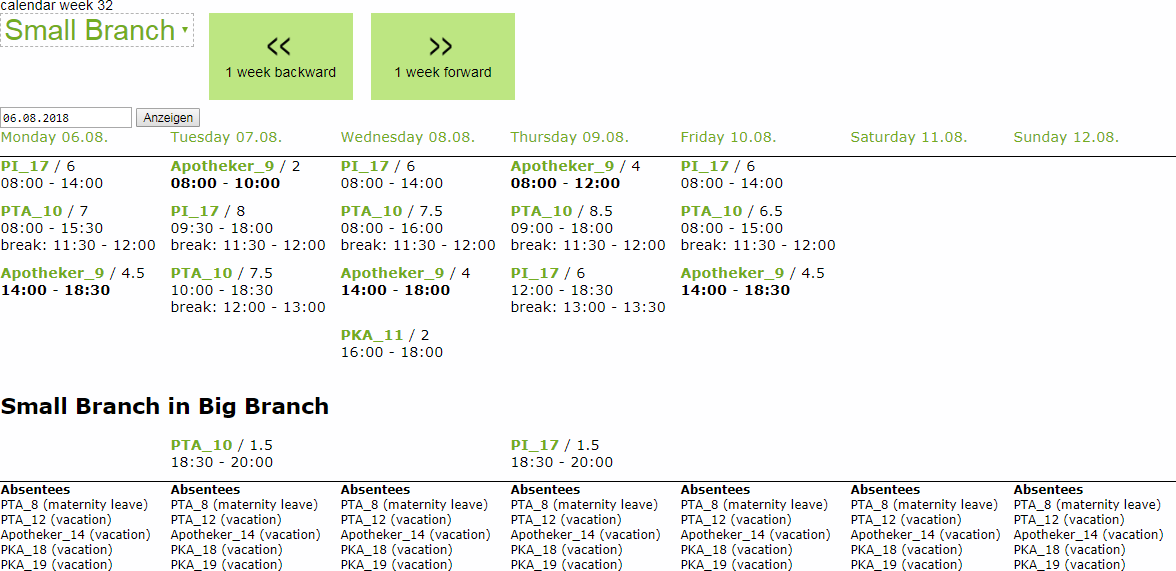 calendar week 32
Small Branch ▾
<< >>
1 week backward 1 week forward
06.08.2018 Anzeigen
Monday 06.08. Tuesday 07.08. Wednesday 08.08. Thursday 09.08. Friday 10.08. Saturday 11.08. Sunday 12.08.
PI_17 / 6 Apotheker_9 / 2 PI_17 / 6 Apotheker_9 / 4 PI_17 / 6
08:00 - 14:00 08:00 - 10:00 08:00 - 14:00 08:00 - 12:00 08:00 - 14:00
PTA_10 / 7 PI_17 / 8 PTA_10 / 7.5 PTA_10 / 8.5 PTA_10 / 6.5
08:00 - 15:30 09:30 - 18:00 08:00 - 16:00 09:00 - 18:00 08:00 - 15:00
break: 11:30 - 12:00 break: 11:30 - 12:00 break: 11:30 - 12:00 break: 11:30 - 12:00 break: 11:30 - 12:00
Apotheker_9 / 4.5 PTA_10 / 7.5 Apotheker_9 / 4 PI_17 / 6 Apotheker_9 / 4.5
14:00 - 18:30 10:00 - 18:30 14:00 - 18:00 12:00 - 18:30 14:00 - 18:30
break: 12:00 - 13:00 break: 13:00 - 13:30
PKA_11 / 2
16:00 - 18:00
Small Branch in Big Branch
PTA_10 / 1.5 PI_17 / 1.5
18:30 - 20:00 18:30 - 20:00
Absentees Absentees Absentees Absentees Absentees Absentees Absentees
PTA_8 (maternity leave) PTA_8 (maternity leave) PTA_8 (maternity leave) PTA_8 (maternity leave) PTA_8 (maternity leave) PTA_8 (maternity leave) PTA_8 (maternity leave)
PTA_12 (vacation) PTA_12 (vacation) PTA_12 (vacation) PTA_12 (vacation) PTA_12 (vacation) PTA_12 (vacation) PTA_12 (vacation)
Apotheker_14 (vacation) Apotheker_14 (vacation) Apotheker_14 (vacation) Apotheker_14 (vacation) Apotheker_14 (vacation) Apotheker_14 (vacation) Apotheker_14 (vacation)
PKA_18 (vacation) PKA_18 (vacation) PKA_18 (vacation) PKA_18 (vacation) PKA_18 (vacation) PKA_18 (vacation) PKA_18 (vacation)
PKA_19 (vacation) PKA_19 (vacation) PKA_19 (vacation) PKA_19 (vacation) PKA_19 (vacation) PKA_19 (vacation) PKA_19 (vacation)